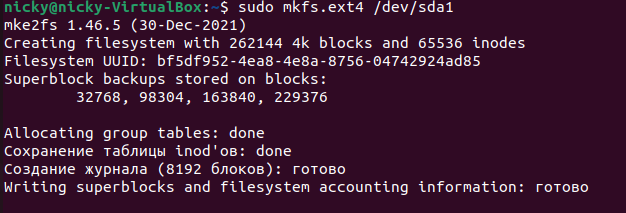 nicky@nicky-VirtualBox:~$ sudo mkfs.ext4 /dev/sda1
mke2fs 1.46.5 (30-Dec-2021)
Creating filesystem with 262144 4k blocks and 65536 inodes
Filesystem UUID: bf5df952-4ea8-4e8a-8756-04742924ad85
Superblock backups stored on blocks:
        32768, 98304, 163840, 229376

Allocating group tables: done
Сохранение таблицы inod'ов: done
Создание журнала (8192 блоков): готово
Writing superblocks and filesystem accounting information: готово